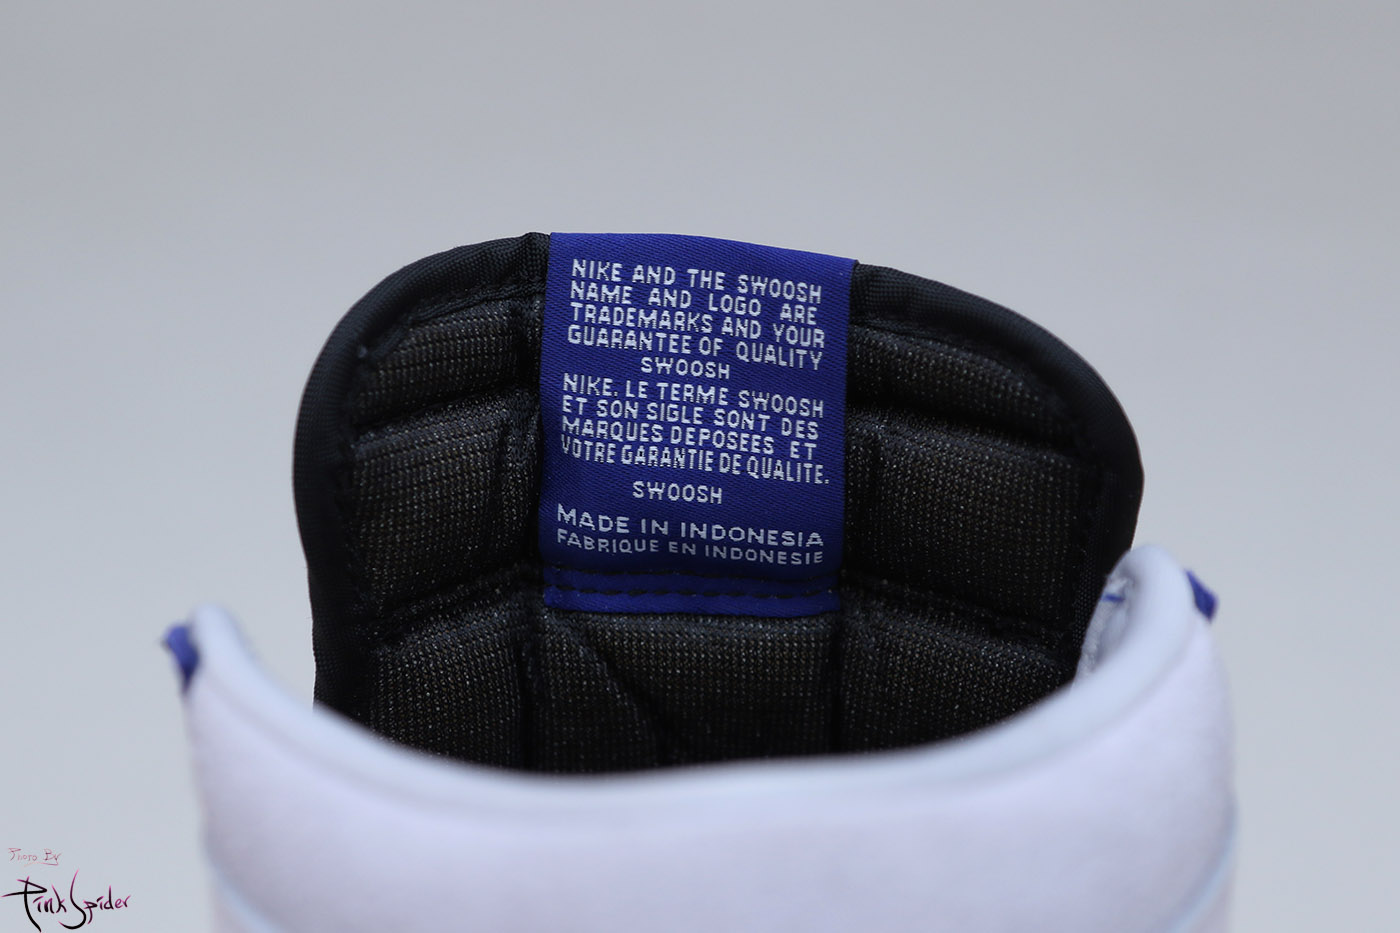 NIKE AND THE SWOOSH
NAME AND LOGO ARE
TRADEMARKS AND YOUR
GUARANTEE OF QUALITY
SWOOSH
NIKE. LE TERME SWOOSH
ET SON SIGLE SONT DES
MARQUES DEPOSEES ET
VOTRE GARANTIE DE QUALITE.
SWOOSH
MADE IN INDONESIA
FABRIQUE EN INDONESIE
Photo By
Pink Spider